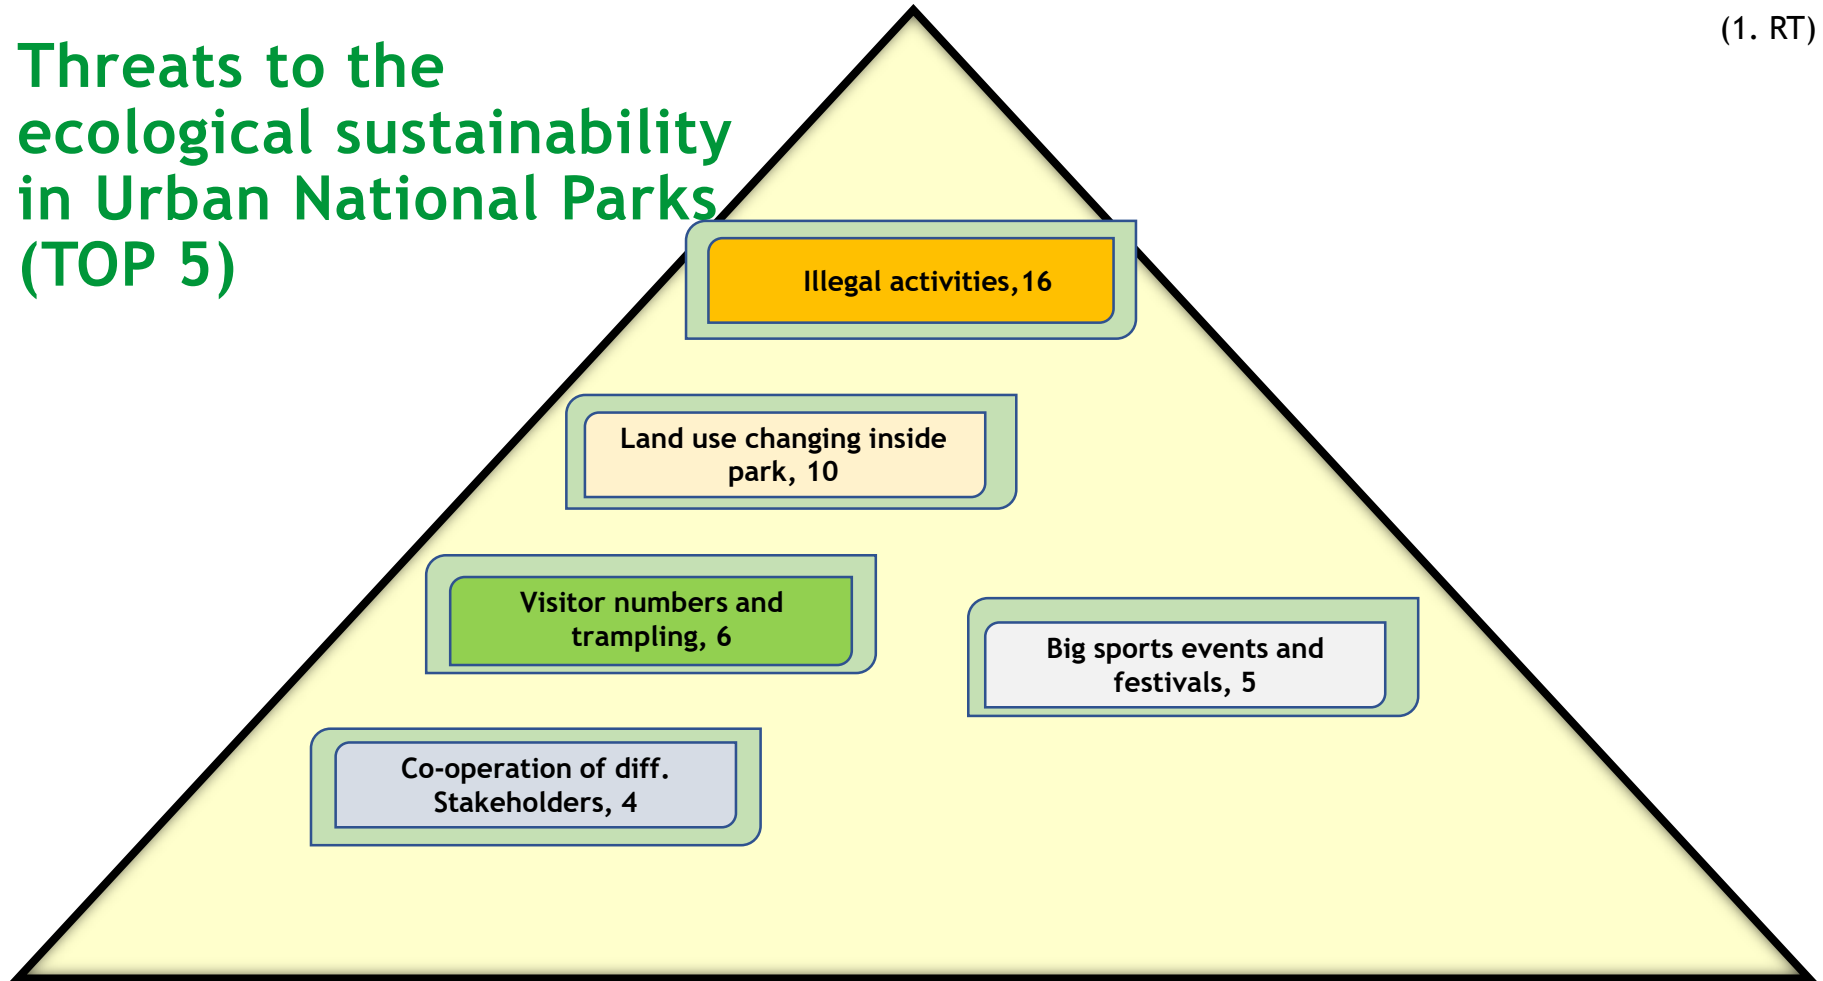 Threats to the
ecological sustainability
in Urban National Parks
(TOP 5)
(1. RT)
Illegal activities,16
Land use changing inside
park, 10
Visitor numbers and
trampling, 6
Big sports events and
festivals, 5
Co-operation of diff.
Stakeholders, 4